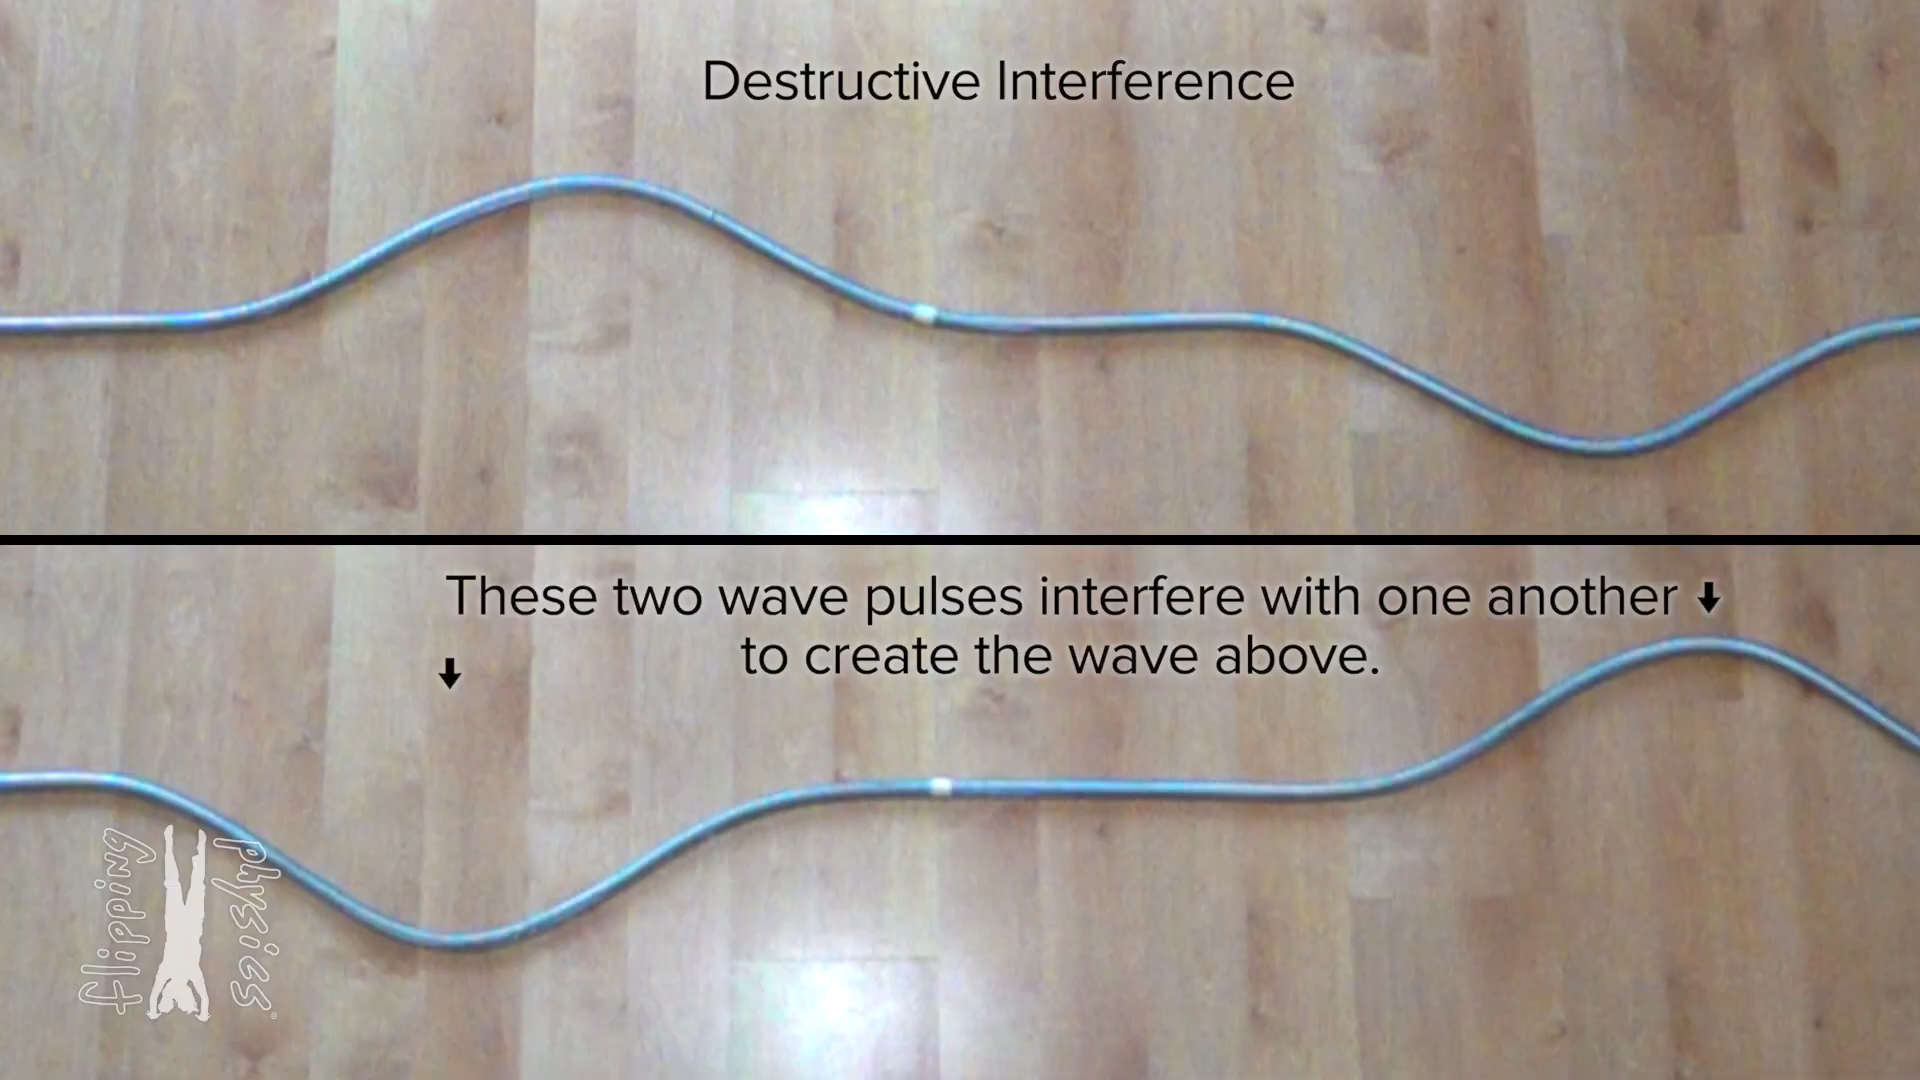 Destructive Interference
These two wave pulses interfere with one another ↓
to create the wave above.
flipping
physics